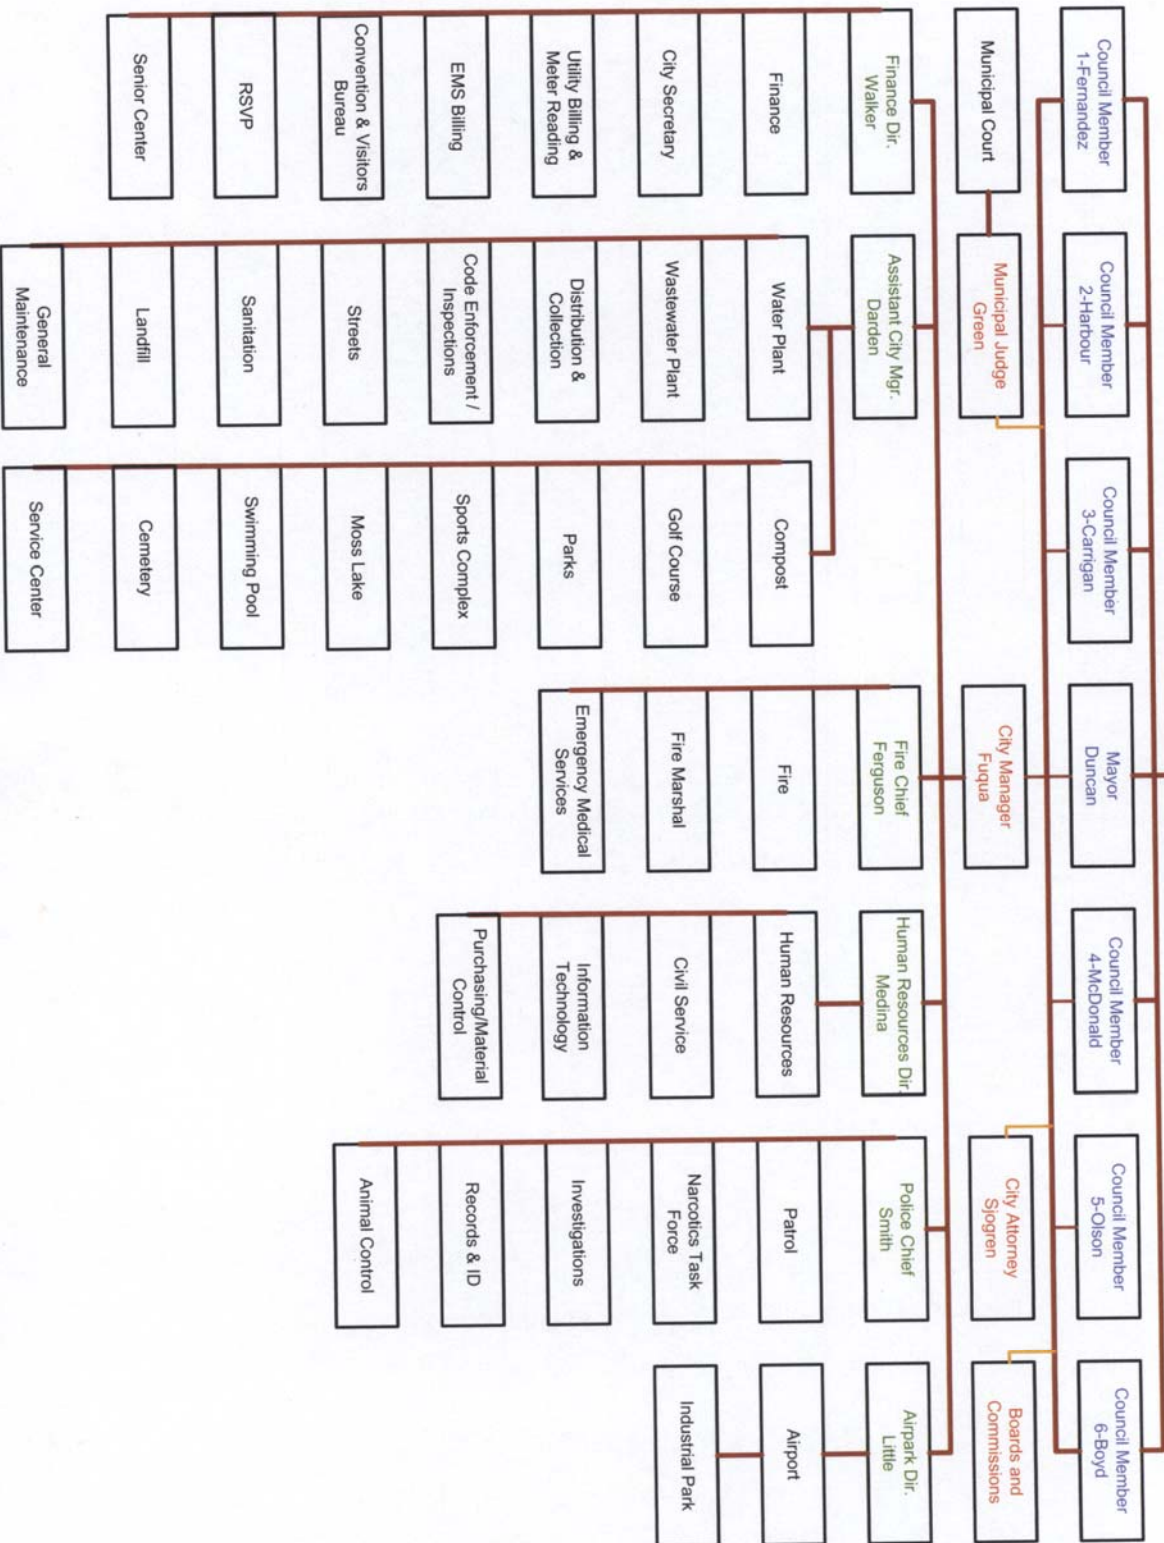 Council Member
1-Fernandez
Council Member
2-Harbour
Council Member
3-Carrigan
Mayor
Duncan
Council Member
4-McDonald
Council Member
5-Olson
Council Member
6-Boyd
Municipal Court
Municipal Judge
Green
City Manager
Fuqua
City Attorney
Sjogren
Boards and
Commissions
Finance Dir.
Walker
Assistant City Mgr.
Darden
Fire Chief
Ferguson
Human Resources Dir.
Medina
Police Chief
Smith
Airpark Dir.
Little
Finance
City Secretary
Utility Billing &
Meter Reading
EMS Billing
Convention & Visitors
Bureau
RSVP
Senior Center
Water Plant
Wastewater Plant
Distribution &
Collection
Code Enforcement /
Inspections
Streets
Sanitation
Landfill
General
Maintenance
Compost
Golf Course
Parks
Sports Complex
Moss Lake
Swimming Pool
Cemetery
Service Center
Fire
Fire Marshal
Emergency Medical
Services
Human Resources
Civil Service
Information
Technology
Purchasing/Material
Control
Patrol
Narcotics Task
Force
Investigations
Records & ID
Animal Control
Airport
Industrial Park